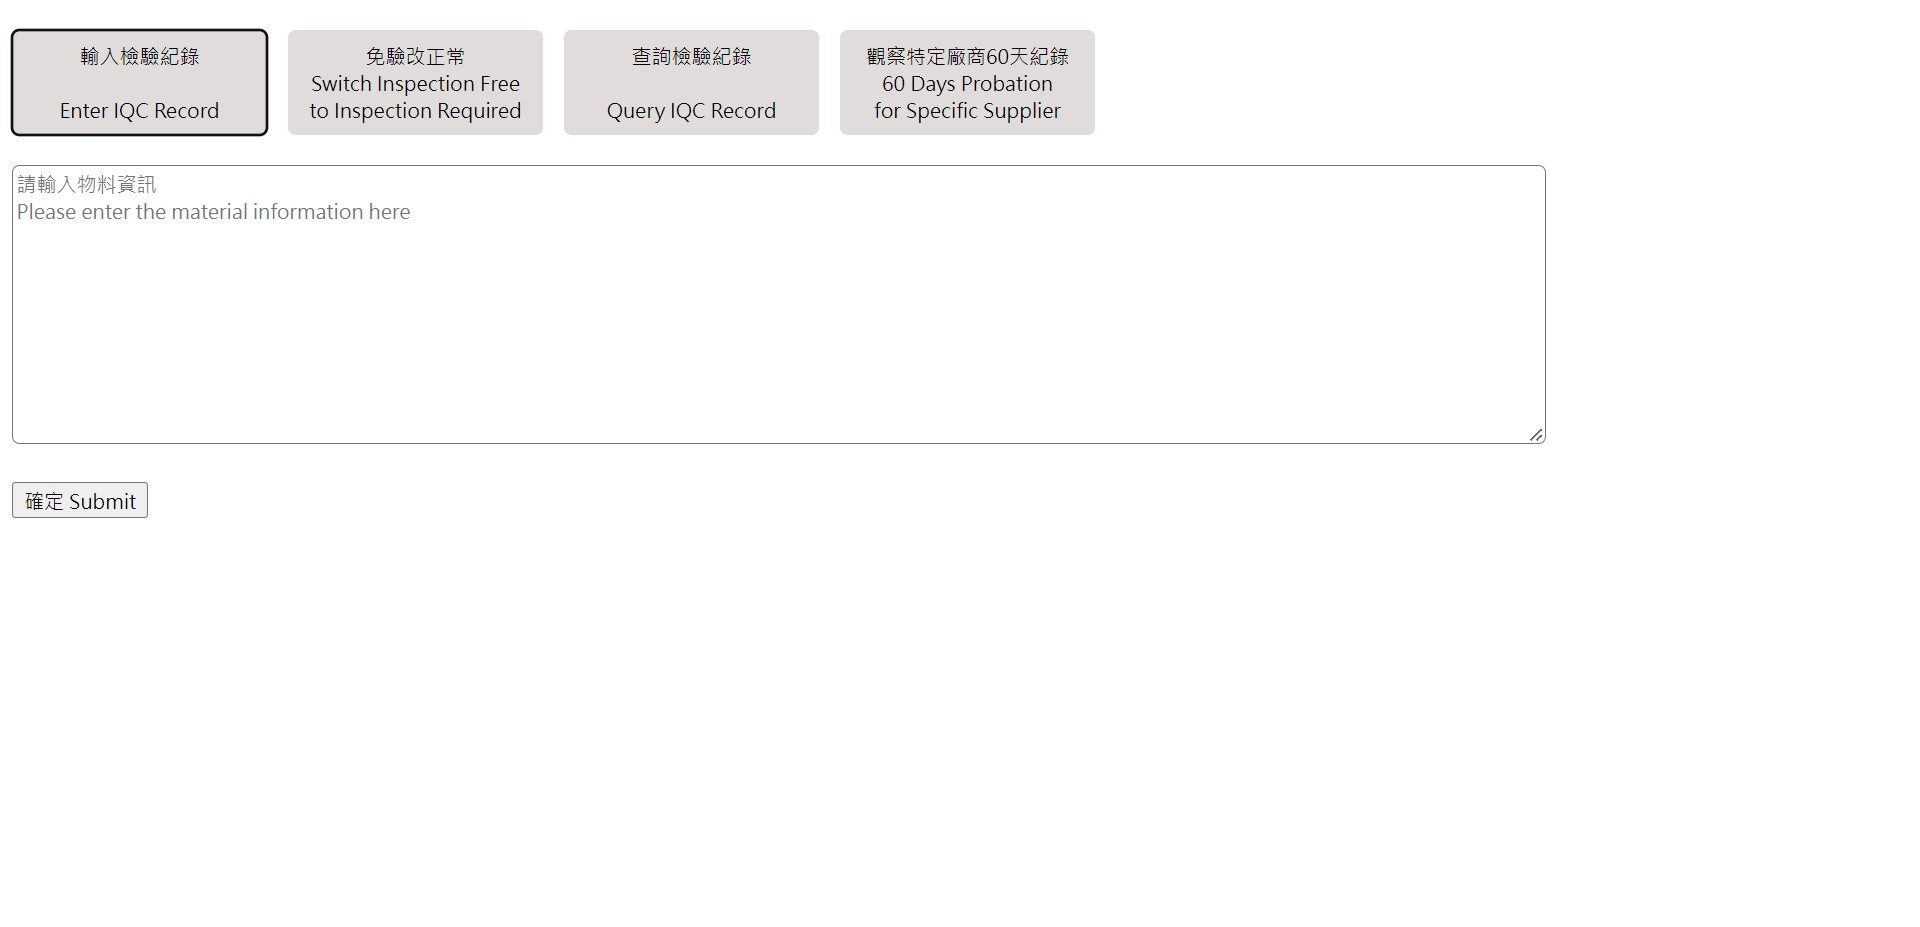 輸入檢驗紀錄
Enter IQC Record
免驗改正常
Switch Inspection Free
to Inspection Required
查詢檢驗紀錄
Query IQC Record
觀察特定廠商60天紀錄
60 Days Probation
for Specific Supplier
請輸入物料資訊
Please enter the material information here
確定 Submit